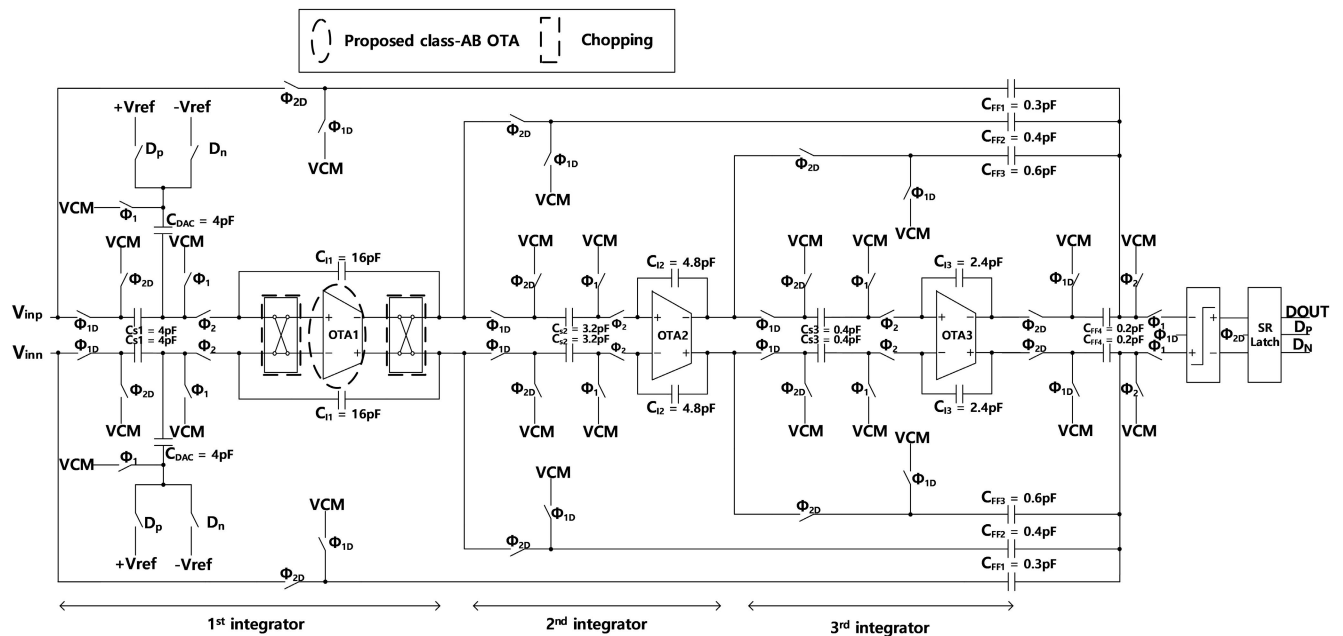 Proposed class-AB OTA
Chopping
+Vref -Vref
Φ2D
CFF1 = 0.3pF
Dp Dn
Φ1D
VCM
Φ2D
CFF2 = 0.4pF
Φ1D
VCM
Φ2D
CFF3 = 0.6pF
Φ1D
VCM
VCM
Φ1
CDAC = 4pF
VCM VCM
Φ2D Φ1
CI1 = 16pF
VCM VCM
Φ2D Φ1
CI2 = 4.8pF
VCM VCM
Φ2D Φ1
CI3 = 2.4pF
VCM VCM
Φ1D Φ2
Vinp
Φ1D
Cs1 = 4pF
Φ2
OTA1
+
−
Φ1D
Cs2 = 3.2pF
Φ2
OTA2
+
−
Φ1D
Cs3 = 0.4pF
Φ2
OTA3
+
−
Φ2D
CFF4 = 0.2pF
Φ1
Φ1D
+
−
Φ2D
+
−
SR
Latch
DOUT
DP
DN
Vinn
Φ1D
Cs1 = 4pF
Φ2
−
+
Φ1D
Cs2 = 3.2pF
Φ2
−
+
Φ1D
Cs3 = 0.4pF
Φ2
−
+
Φ2D
CFF4 = 0.2pF
Φ1
Φ2D Φ1
VCM VCM
CI1 = 16pF
Φ2D Φ1
VCM VCM
CI2 = 4.8pF
Φ2D Φ1
VCM VCM
CI3 = 2.4pF
Φ1D Φ2
VCM VCM
CDAC = 4pF
VCM
Φ1
VCM
Φ1D
Φ2D
CFF3 = 0.6pF
VCM
Φ1D
Φ2D
CFF2 = 0.4pF
VCM
Φ1D
Dp Dn
+Vref -Vref
Φ2D
CFF1 = 0.3pF
1st integrator
2nd integrator
3rd integrator